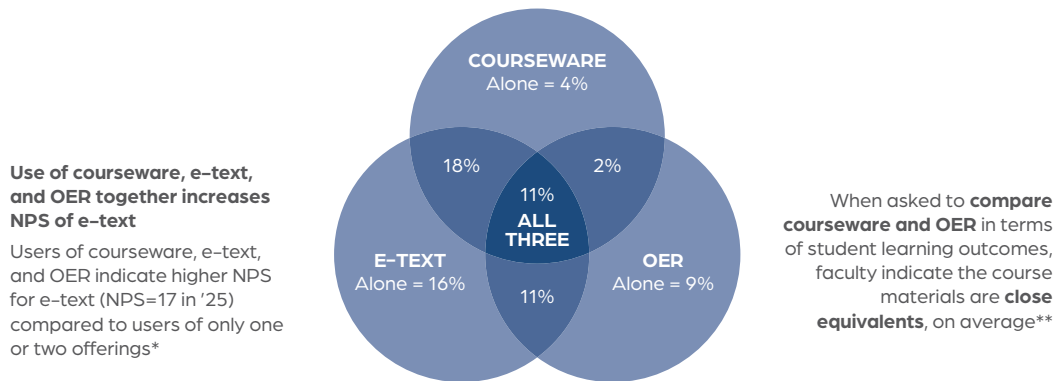 COURSEWARE
Alone = 4%
18%
2%
11%
ALL
THREE
E-TEXT
Alone = 16%
OER
Alone = 9%
11%
Use of courseware, e-text,
and OER together increases
NPS of e-text
Users of courseware, e-text,
and OER indicate higher NPS
for e-text (NPS=17 in ’25)
compared to users of only one
or two offerings*
When asked to compare
courseware and OER in terms
of student learning outcomes,
faculty indicate the course
materials are close
equivalents, on average**